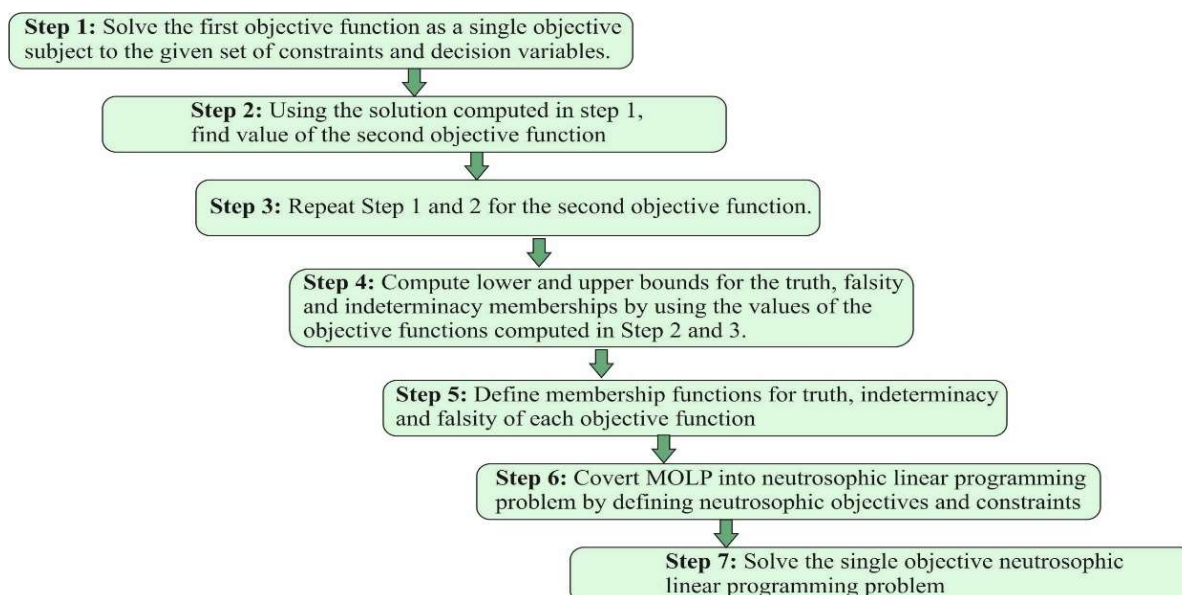 Step 1: Solve the first objective function as a single objective
subject to the given set of constraints and decision variables.
Step 2: Using the solution computed in step 1,
find value of the second objective function
Step 3: Repeat Step 1 and 2 for the second objective function.
Step 4: Compute lower and upper bounds for the truth, falsity
and indeterminacy memberships by using the values of the
objective functions computed in Step 2 and 3.
Step 5: Define membership functions for truth, indeterminacy
and falsity of each objective function
Step 6: Covert MOLP into neutrosophic linear programming
problem by defining neutrosophic objectives and constraints
Step 7: Solve the single objective neutrosophic
linear programming problem